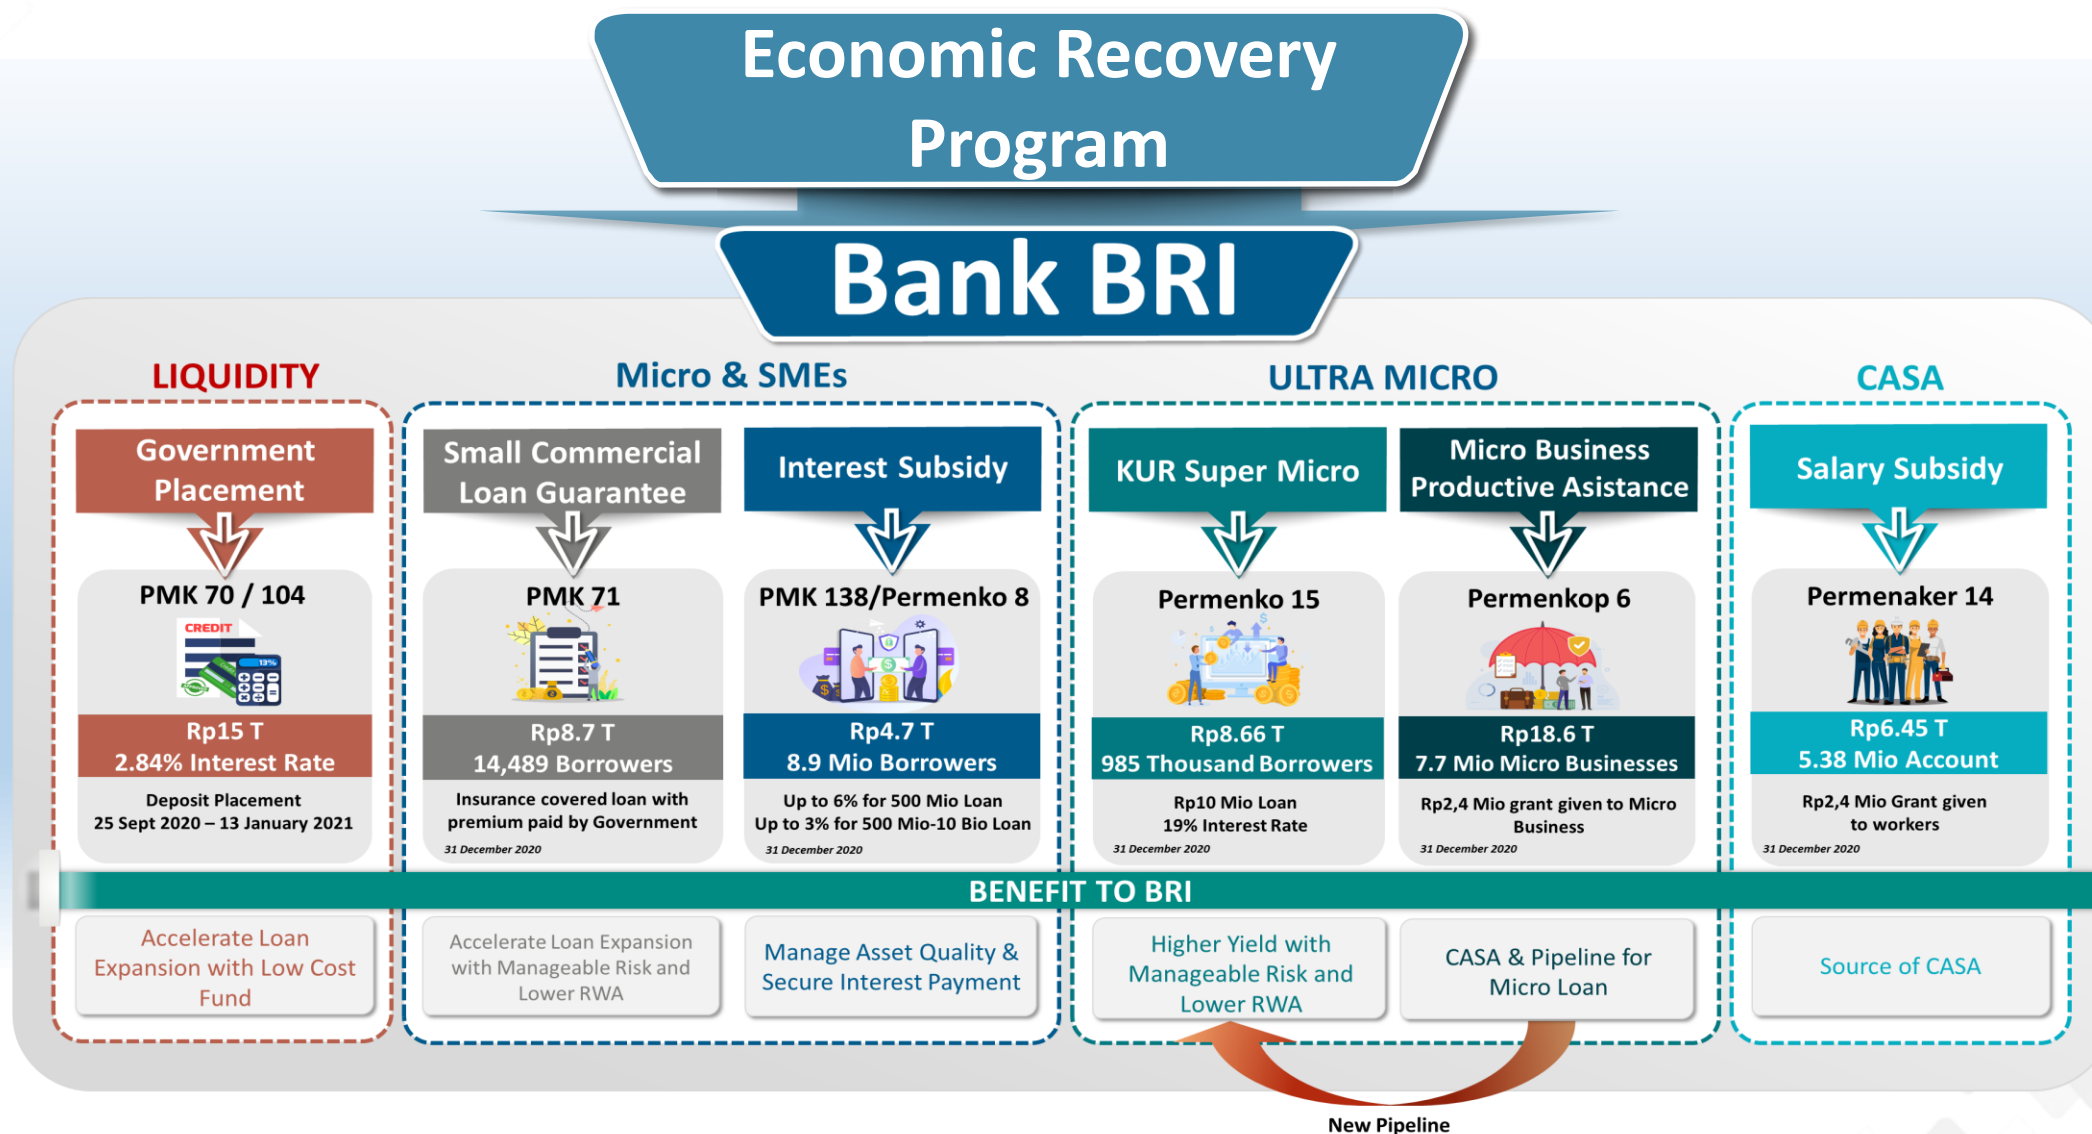 Economic Recovery
Program
Bank BRI
LIQUIDITY
Government
Placement
PMK 70 / 104
CREDIT
13%
Rp15 T
2.84% Interest Rate
Deposit Placement
25 Sept 2020 – 13 January 2021
Micro & SMEs
Small Commercial
Loan Guarantee
PMK 71
Rp8.7 T
14,489 Borrowers
Insurance covered loan with
premium paid by Government
31 December 2020
Interest Subsidy
PMK 138/Permenko 8
Rp4.7 T
8.9 Mio Borrowers
Up to 6% for 500 Mio Loan
Up to 3% for 500 Mio-10 Bio Loan
31 December 2020
ULTRA MICRO
KUR Super Micro
Permenko 15
Rp8.66 T
985 Thousand Borrowers
Rp10 Mio Loan
19% Interest Rate
31 December 2020
Micro Business
Productive Asistance
Permenkop 6
Rp18.6 T
7.7 Mio Micro Businesses
Rp2,4 Mio grant given to Micro
Business
31 December 2020
CASA
Salary Subsidy
Permenaker 14
Rp6.45 T
5.38 Mio Account
Rp2,4 Mio Grant given
to workers
31 December 2020
BENEFIT TO BRI
Accelerate Loan
Expansion with Low Cost
Fund
Accelerate Loan Expansion
with Manageable Risk and
Lower RWA
Manage Asset Quality &
Secure Interest Payment
Higher Yield with
Manageable Risk and
Lower RWA
CASA & Pipeline for
Micro Loan
Source of CASA
New Pipeline